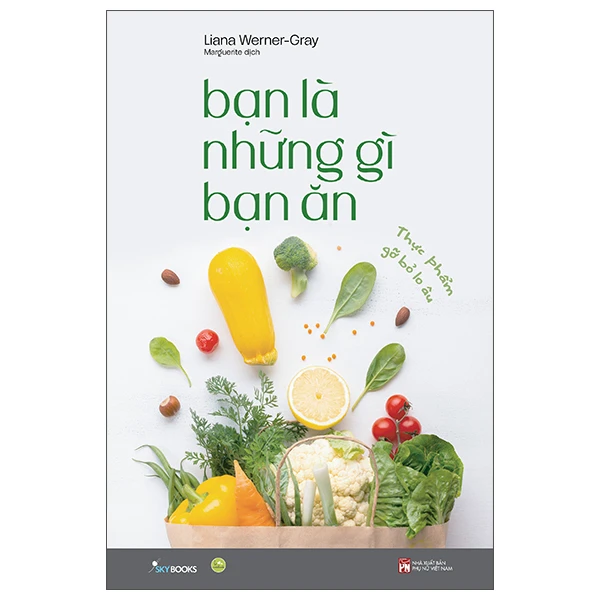 Liana Werner-Gray
Marguerite dịch
bạn là
những gì
bạn ăn
Thực phẩm
gỡ bỏ lo âu
SKYBOOKS
PN
NHÀ XUẤT BẢN
PHỤ NỮ VIỆT NAM